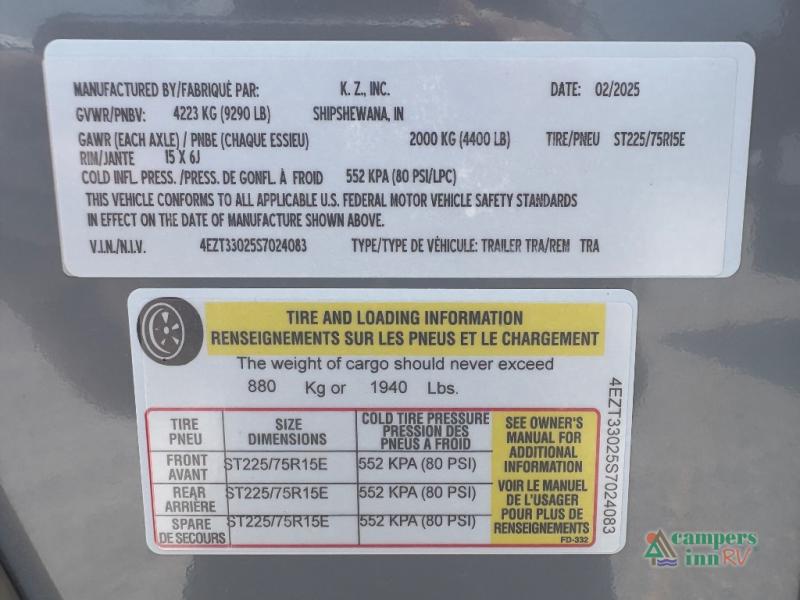 MANUFACTURED BY/FABRIQUÉ PAR: K. Z., INC. DATE: 02/2025
GVWR/PNBV: 4223 KG (9290 LB) SHIPSHEWANA, IN
GAWR (EACH AXLE) / PNBE (CHAQUE ESSIEU) 2000 KG (4400 LB) TIRE/PNEU ST225/75R15E
RIM/JANTE 15 X 6J
COLD INFL. PRESS. /PRESS. DE GONFL. À FROID 552 KPA (80 PSI/LPC)
THIS VEHICLE CONFORMS TO ALL APPLICABLE U.S. FEDERAL MOTOR VEHICLE SAFETY STANDARDS
IN EFFECT ON THE DATE OF MANUFACTURE SHOWN ABOVE.
V.I.N./N.I.V. 4EZT33025S7024083 TYPE/TYPE DE VÉHICULE: TRAILER TRA/REM TRA
TIRE AND LOADING INFORMATION
RENSEIGNEMENTS SUR LES PNEUS ET LE CHARGEMENT
The weight of cargo should never exceed
880 Kg or 1940 Lbs.
TIRE
PNEU
SIZE
DIMENSIONS
COLD TIRE PRESSURE
PRESSION DES
PNEUS A FROID
FRONT
AVANT
ST225/75R15E
552 KPA (80 PSI)
REAR
ARRIÈRE
ST225/75R15E
552 KPA (80 PSI)
SPARE
DE SECOURS
ST225/75R15E
552 KPA (80 PSI)
SEE OWNER'S
MANUAL FOR
ADDITIONAL
INFORMATION
VOIR LE MANUEL
DE L'USAGER
POUR PLUS DE
RENSEIGNEMENTS
FD-332
4EZT33025S7024083
campers
inn RV